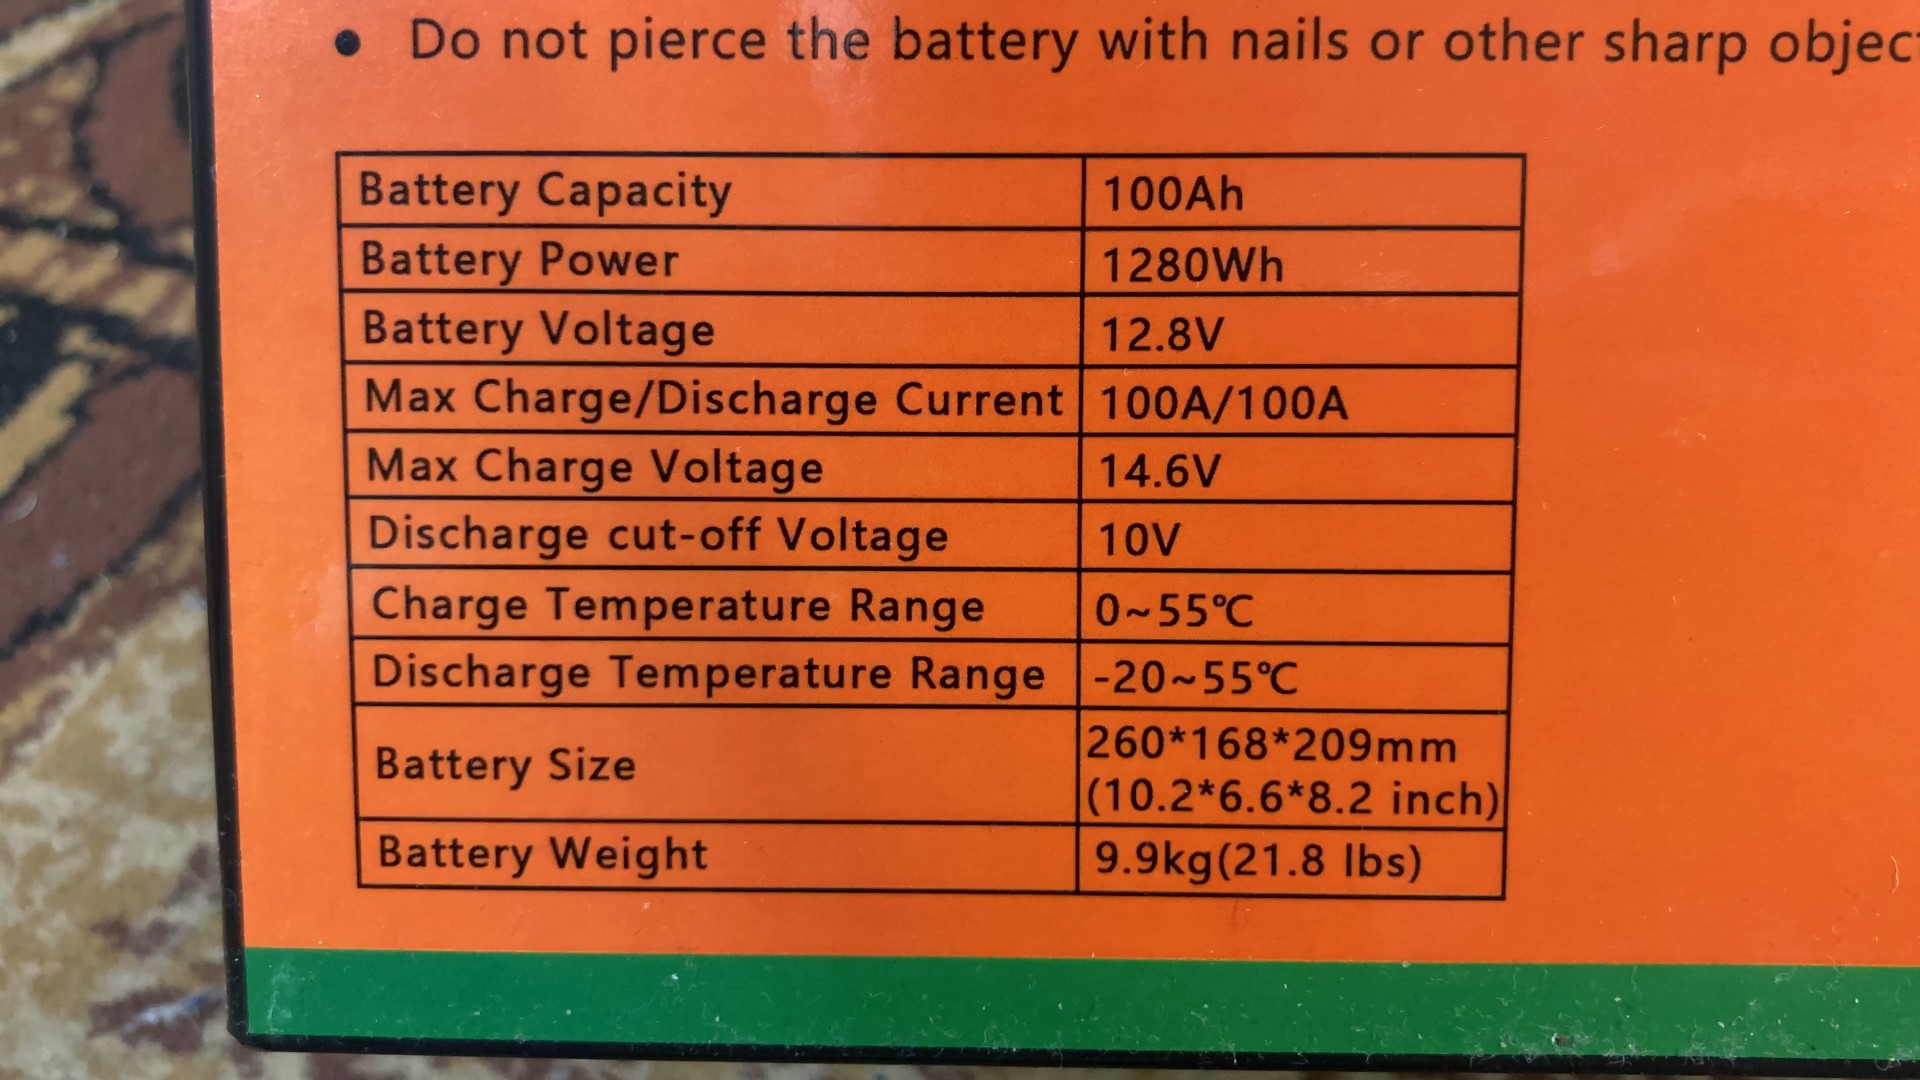 • Do not pierce the battery with nails or other sharp
Battery Capacity 100Ah
Battery Power 1280Wh
Battery Voltage 12.8V
Max Charge/Discharge Current 100A/100A
Max Charge Voltage 14.6V
Discharge cut-off Voltage 10V
Charge Temperature Range 0~55℃
Discharge Temperature Range -20~55℃
Battery Size 260*168*209mm
(10.2*6.6*8.2 inch)
Battery Weight 9.9kg(21.8 lbs)